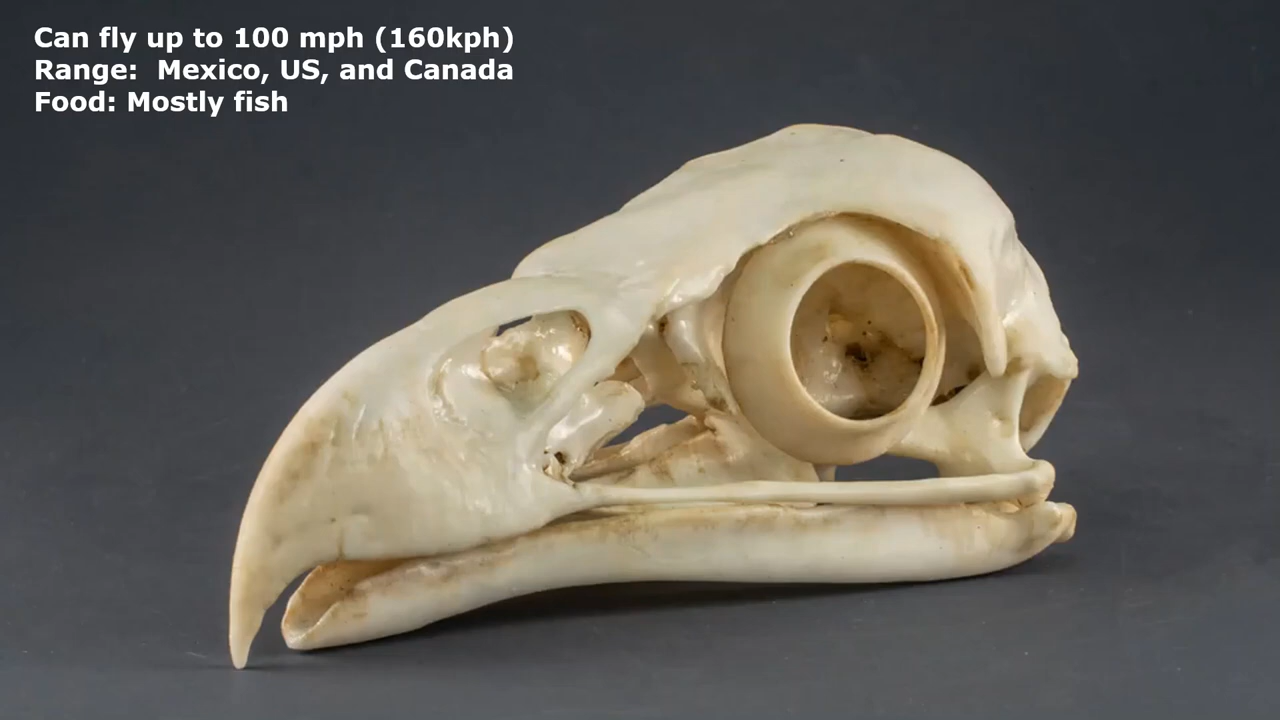 Can fly up to 100 mph (160kph)
Range:  Mexico, US, and Canada
Food: Mostly fish